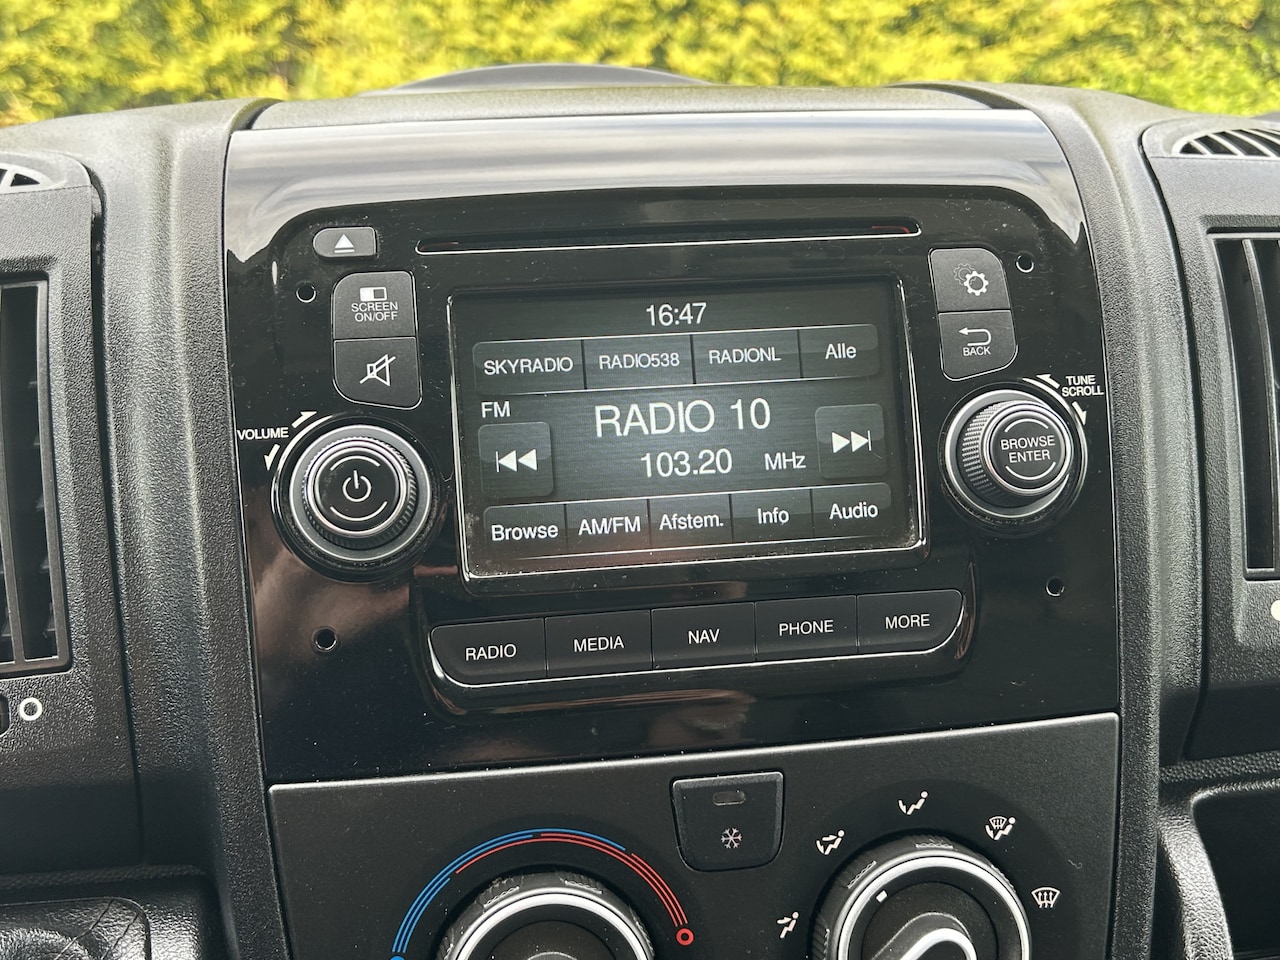 SCREEN
ON/OFF
VOLUME
16:47
SKYRADIO RADIO538 RADIONL Alle
FM
RADIO 10
103.20 MHz
Browse AM/FM Afstem. Info Audio
BACK
TUNE
SCROLL
BROWSE
ENTER
RADIO MEDIA NAV PHONE MORE